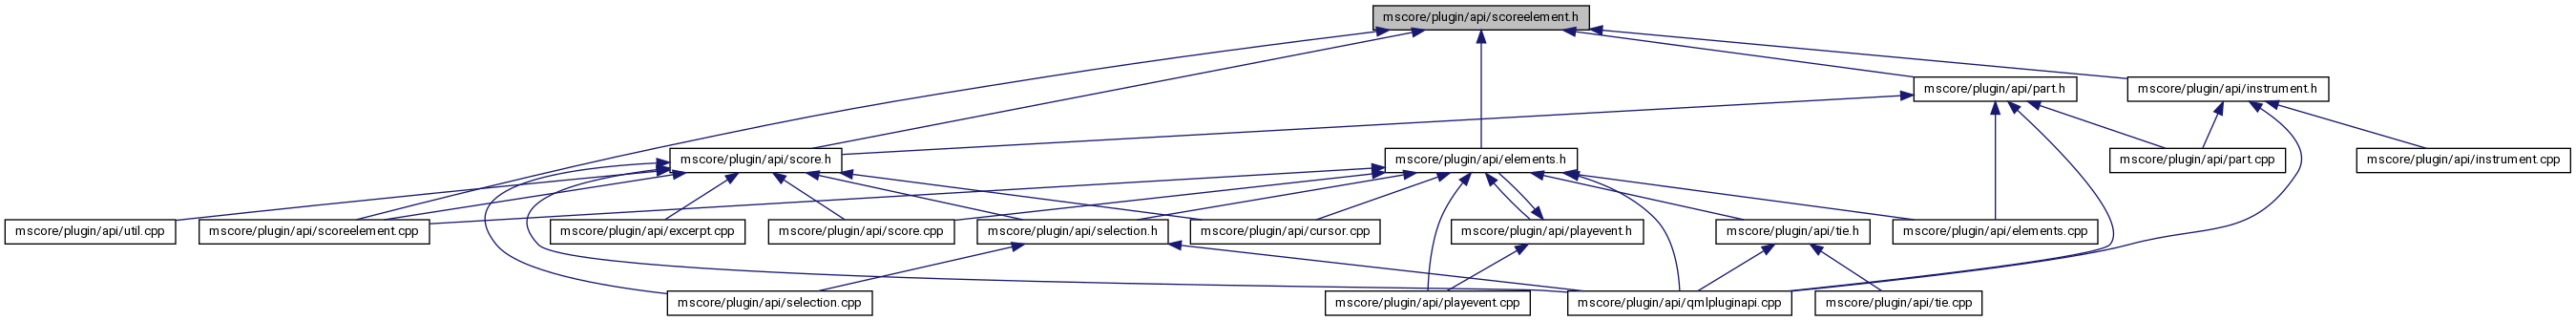 mscore/plugin/api/scoreelement.h
mscore/plugin/api/part.h
mscore/plugin/api/instrument.h
mscore/plugin/api/score.h
mscore/plugin/api/elements.h
mscore/plugin/api/part.cpp
mscore/plugin/api/instrument.cpp
mscore/plugin/api/util.cpp
mscore/plugin/api/scoreelement.cpp
mscore/plugin/api/excerpt.cpp
mscore/plugin/api/score.cpp
mscore/plugin/api/selection.h
mscore/plugin/api/cursor.cpp
mscore/plugin/api/playevent.h
mscore/plugin/api/tie.h
mscore/plugin/api/elements.cpp
mscore/plugin/api/selection.cpp
mscore/plugin/api/playevent.cpp
mscore/plugin/api/qmlpluginapi.cpp
mscore/plugin/api/tie.cpp